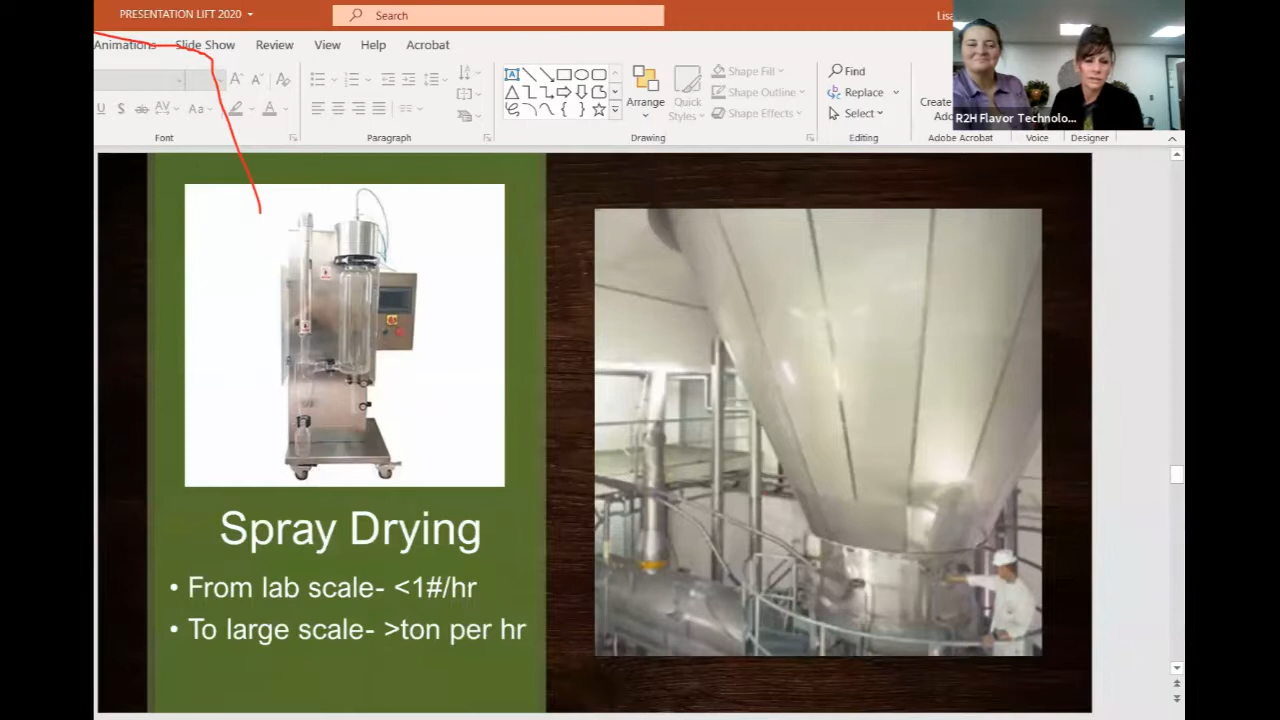 PRESENTATION LIFT 2020
Search
Lisa
Animations Slide Show Review View Help Acrobat
Shape Fill
Shape Outline
Shape Effects
Arrange
Quick
Styles
Find
Replace
Select
Create
Ado
Font Paragraph Drawing Editing Adobe Acrobat Voice Designer
R2H Flavor Technolo...
Spray Drying
• From lab scale- <1#/hr
• To large scale- >ton per hr